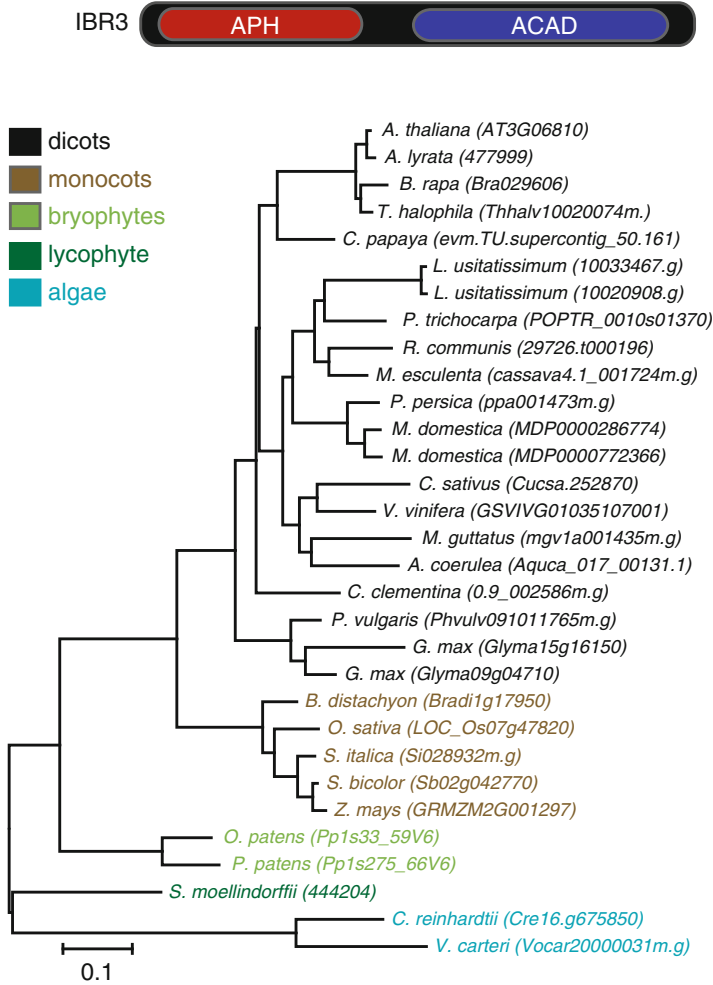 IBR3
APH
ACAD
dicots
monocots
bryophytes
lycophyte
algae
A. thaliana (AT3G06810)
A. lyrata (477999)
B. rapa (Bra029606)
T. halophila (Thhalv10020074m.)
C. papaya (evm.TU.supercontig_50.161)
L. usitatissimum (10033467.g)
L. usitatissimum (10020908.g)
P. trichocarpa (POPTR_0010s01370)
R. communis (29726.t000196)
M. esculenta (cassava4.1_001724m.g)
P. persica (ppa001473m.g)
M. domestica (MDP0000286774)
M. domestica (MDP0000772366)
C. sativus (Cucsa.252870)
V. vinifera (GSVIVG01035107001)
M. guttatus (mgv1a001435m.g)
A. coerulea (Aquca_017_00131.1)
C. clementina (0.9_002586m.g)
P. vulgaris (Phvulv091011765m.g)
G. max (Glyma15g16150)
G. max (Glyma09g04710)
B. distachyon (Bradi1g17950)
O. sativa (LOC_Os07g47820)
S. italica (Si028932m.g)
S. bicolor (Sb02g042770)
Z. mays (GRMZM2G001297)
O. patens (Pp1s33_59V6)
P. patens (Pp1s275_66V6)
S. moellindorffii (444204)
C. reinhardtii (Cre16.g675850)
V. carteri (Vocar20000031m.g)
0.1